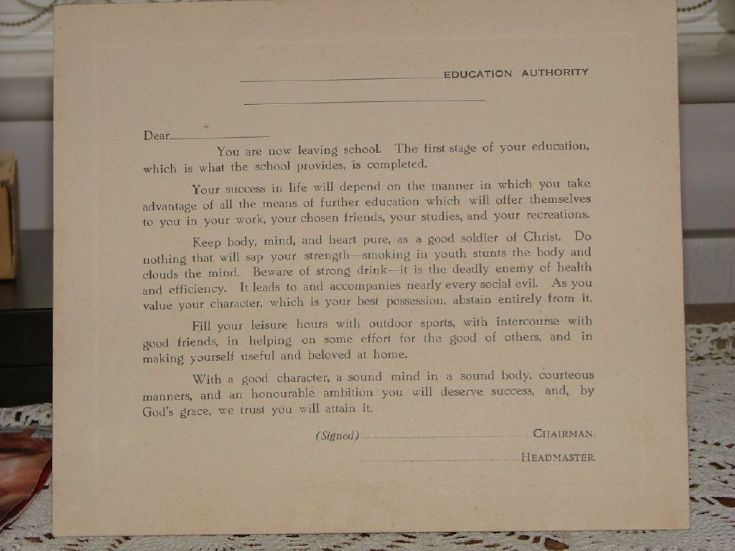 EDUCATION AUTHORITY
Dear
You are now leaving school. The first stage of your education,
which is what the school provides, is completed.
Your success in life will depend on the manner in which you take
advantage of all the means of further education which will offer themselves
to you in your work, your chosen friends, your studies, and your recreations.
Keep body, mind, and heart pure, as a good soldier of Christ. Do
nothing that will sap your strength—smoking in youth stunts the body and
clouds the mind. Beware of strong drink—it is the deadly enemy of health
and efficiency. It leads to and accompanies nearly every social evil. As you
value your character, which is your best possession, abstain entirely from it.
Fill your leisure hours with outdoor sports, with intercourse with
good friends, in helping on some effort for the good of others, and in
making yourself useful and beloved at home.
With a good character, a sound mind in a sound body, courteous
manners, and an honourable ambition you will deserve success, and, by
God's grace, we trust you will attain it.
(Signed) CHAIRMAN.
HEADMASTER.